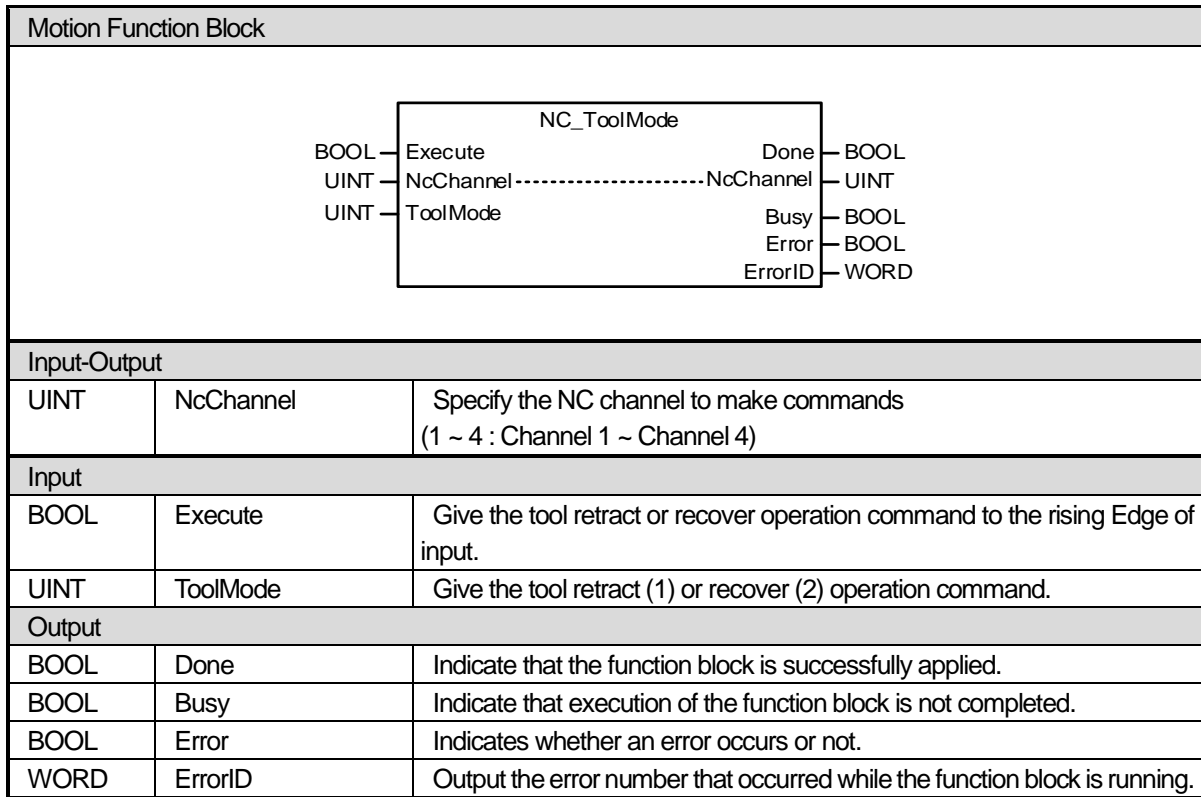 Motion Function Block
NC_ToolMode
BOOL Execute Done BOOL
UINT NcChannel NcChannel UINT
UINT ToolMode Busy BOOL
Error BOOL
ErrorID WORD
Input-Output
UINT NcChannel Specify the NC channel to make commands
(1 ~ 4 : Channel 1 ~ Channel 4)
Input
BOOL Execute Give the tool retract or recover operation command to the rising Edge of
input.
UINT ToolMode Give the tool retract (1) or recover (2) operation command.
Output
BOOL Done Indicate that the function block is successfully applied.
BOOL Busy Indicate that execution of the function block is not completed.
BOOL Error Indicates whether an error occurs or not.
WORD ErrorID Output the error number that occurred while the function block is running.